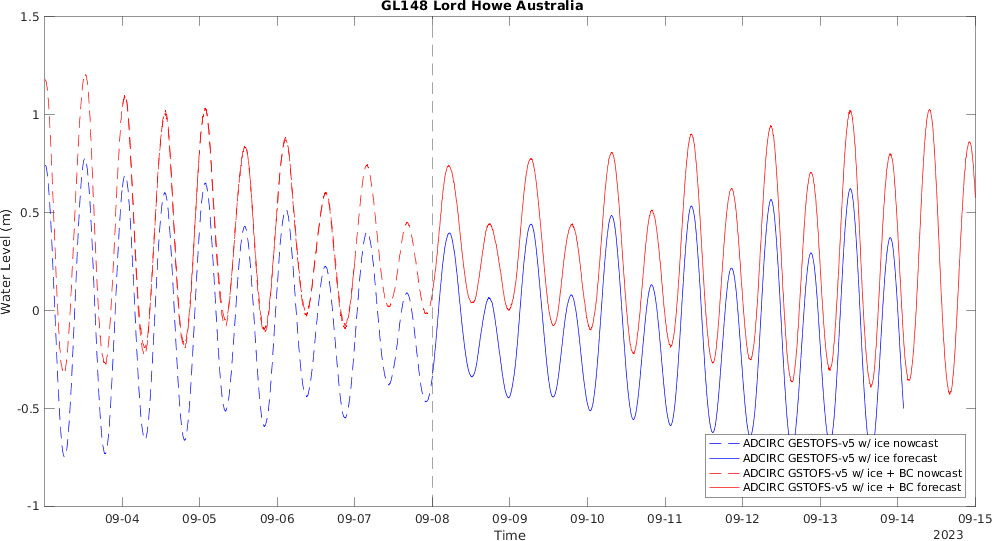 GL148 Lord Howe Australia
1.5
1
0.5
0
-0.5
-1
Water Level (m)
ADCIRC GESTOFS-v5 w/ ice nowcast
ADCIRC GESTOFS-v5 w/ ice forecast
ADCIRC GSTOFS-v5 w/ ice + BC nowcast
ADCIRC GSTOFS-v5 w/ ice + BC forecast
09-04 09-05 09-06 09-07 09-08 09-09 09-10 09-11 09-12 09-13 09-14 09-15
Time
2023